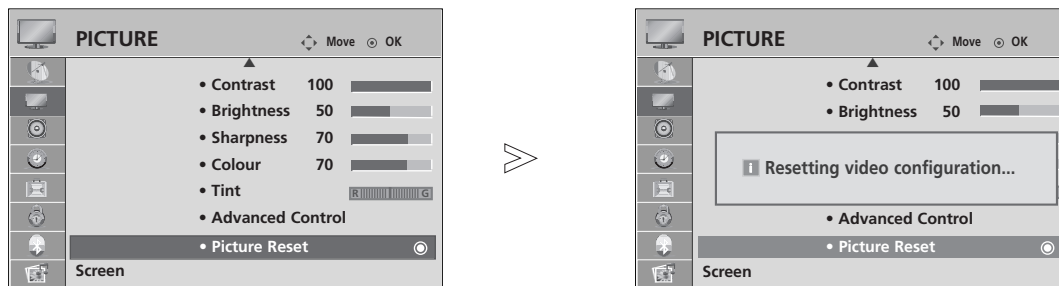 PICTURE Move OK
• Contrast 100
• Brightness 50
• Sharpness 70
• Colour 70
• Tint R G
• Advanced Control
• Picture Reset
Screen
PICTURE Move OK
• Contrast 100
• Brightness 50
i Resetting video configuration...
• Advanced Control
• Picture Reset
Screen